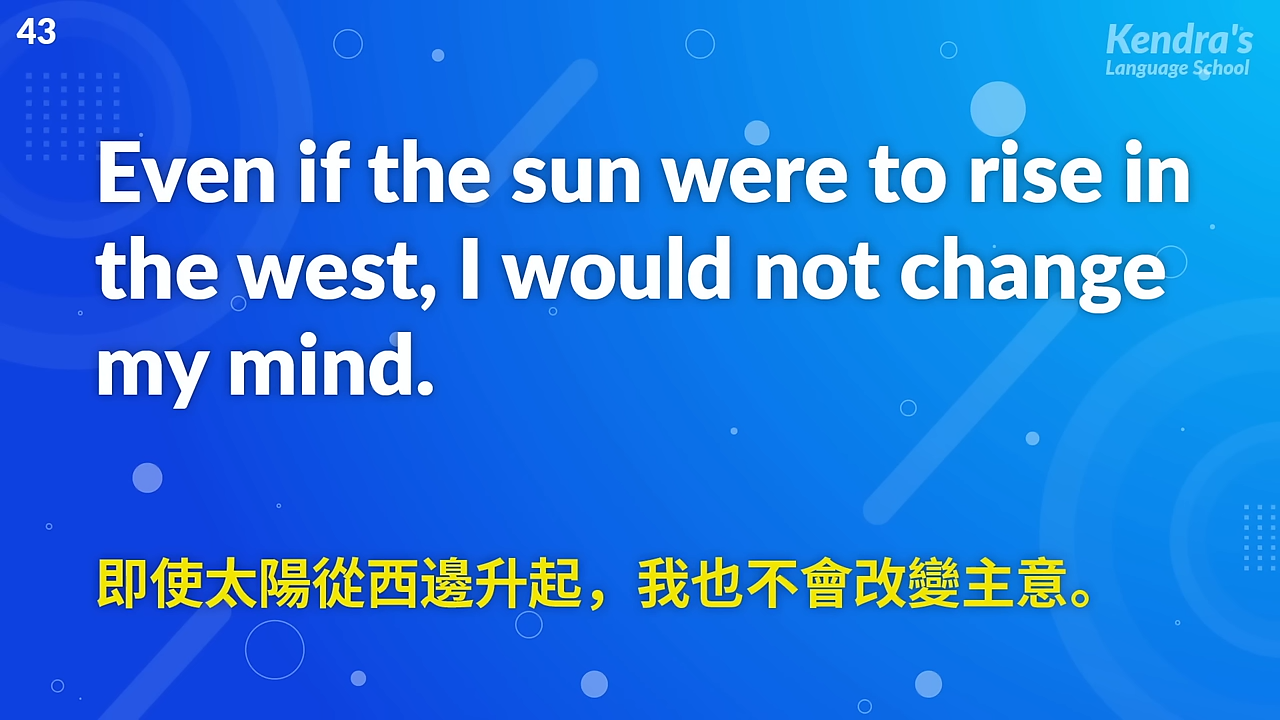 43
Kendra's
Language School
Even if the sun were to rise in
the west, I would not change
my mind.
即使太陽從西邊升起，我也不會改變主意。